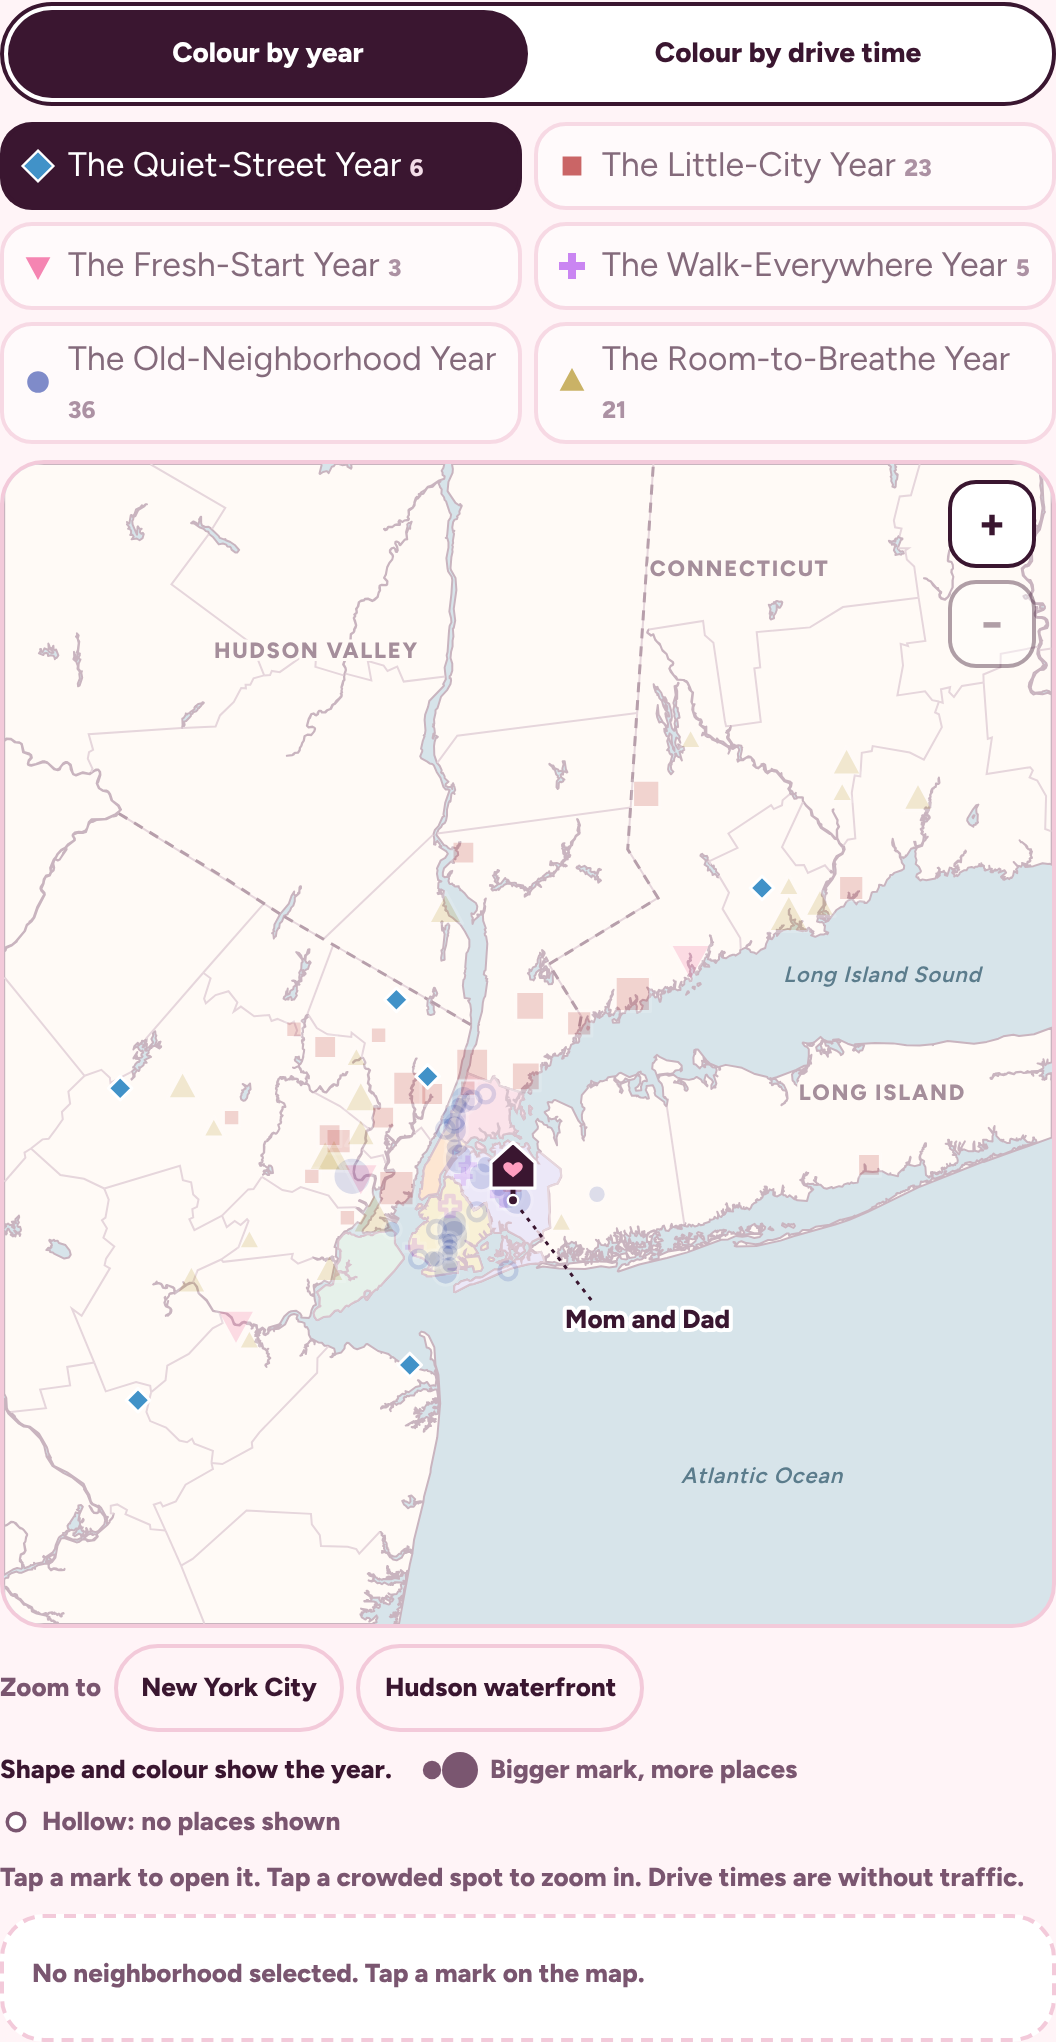 Colour by year
Colour by drive time
The Quiet-Street Year 6
The Little-City Year 23
The Fresh-Start Year 3
The Walk-Everywhere Year 5
The Old-Neighborhood Year
36
The Room-to-Breathe Year
21
+
CONNECTICUT
−
HUDSON VALLEY
Long Island Sound
LONG ISLAND
Mom and Dad
Atlantic Ocean
Zoom to
New York City
Hudson waterfront
Shape and colour show the year.
Bigger mark, more places
Hollow: no places shown
Tap a mark to open it. Tap a crowded spot to zoom in. Drive times are without traffic.
No neighborhood selected. Tap a mark on the map.